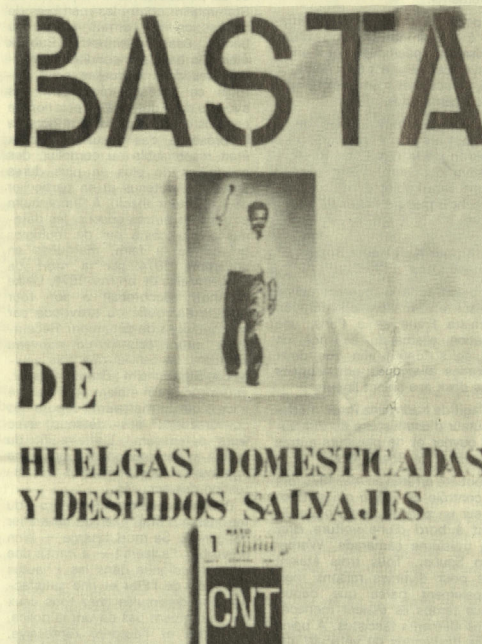 BASTA
DE
HUELGAS DOMESTICADAS
Y DESPIDOS SALVAJES
1 MAYO
CNT